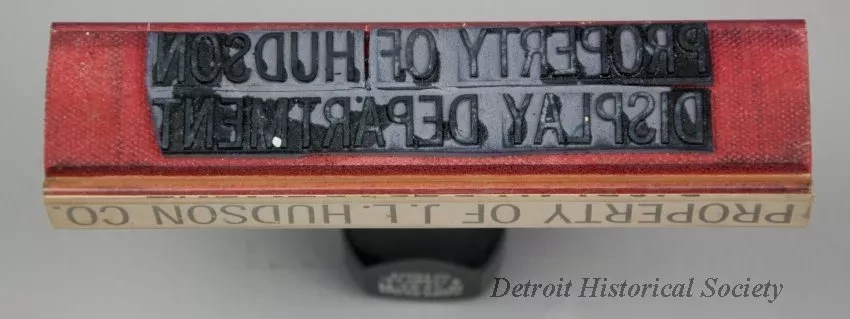 PROPERTY OF HUDSON
DISPLAY DEPARTMENT
PROPERTY OF J.L. HUDSON CO.
Detroit Historical Society